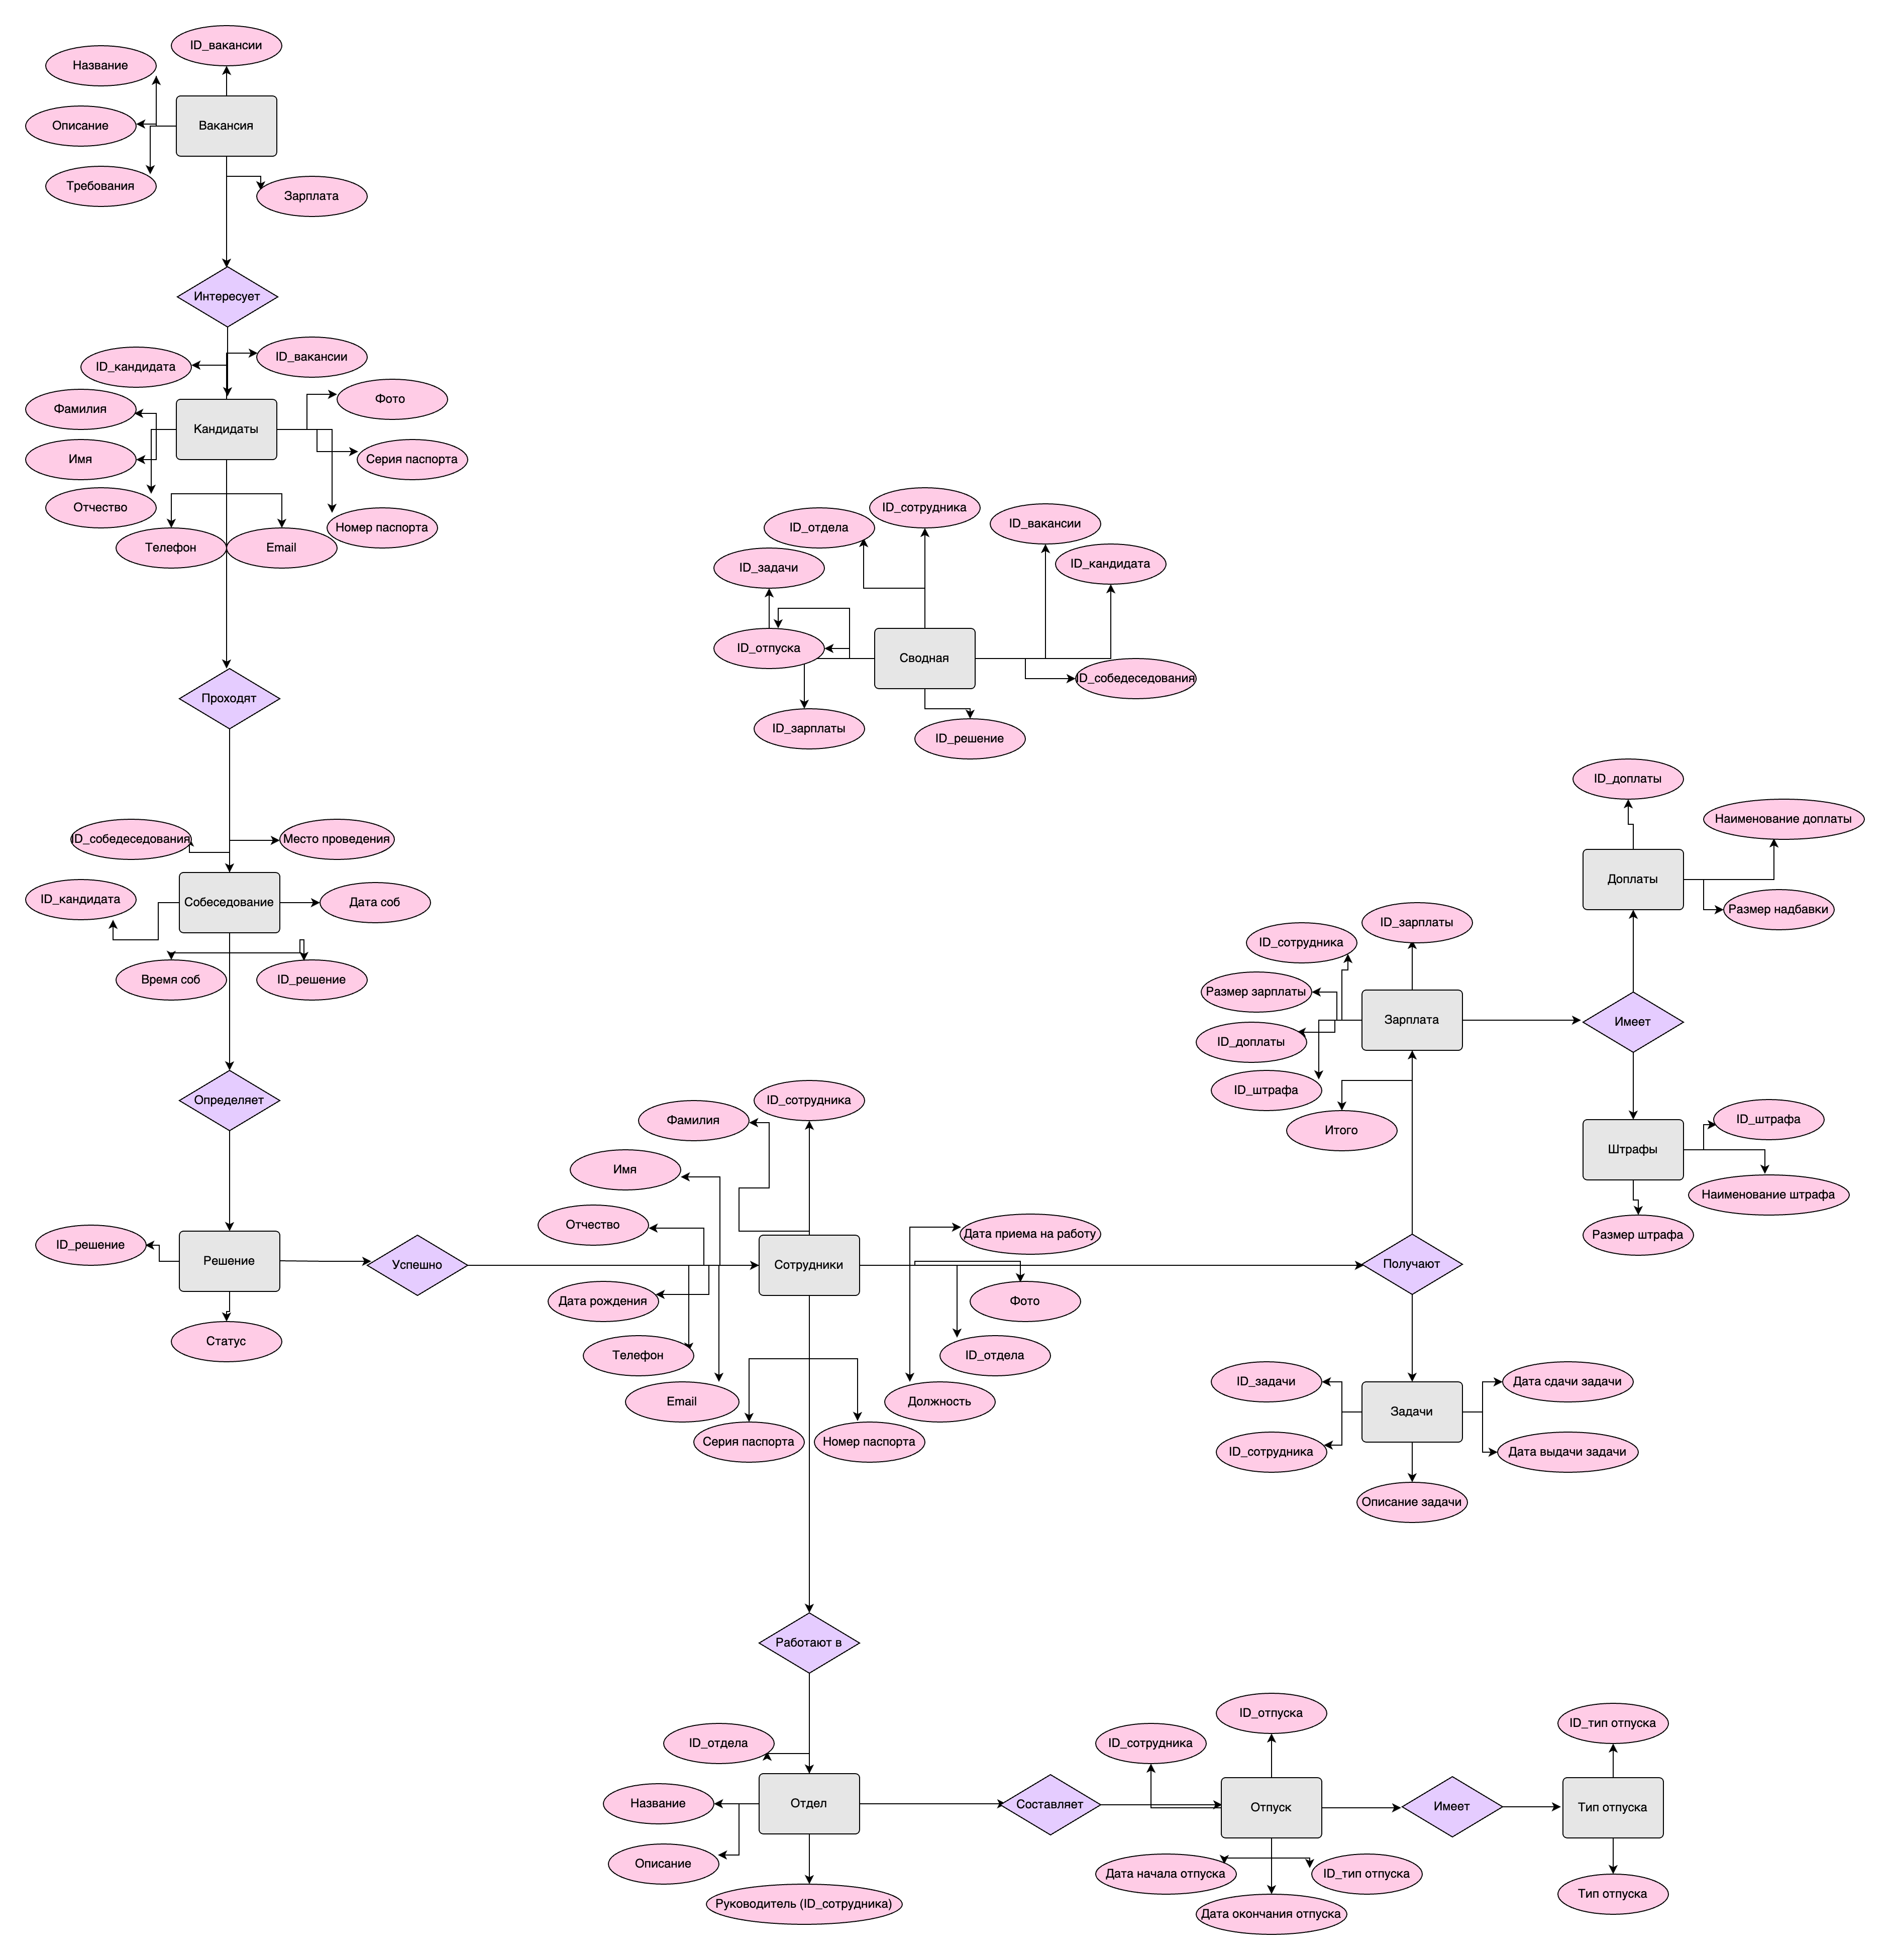 ID_вакансии
Название
Описание
Вакансия
Требования
Зарплата
Интересует
ID_кандидата
ID_вакансии
Фамилия
Фото
Кандидаты
Имя
Серия паспорта
Отчество
Номер паспорта
Телефон
Email
Проходят
ID_отдела
ID_сотрудника
ID_вакансии
ID_задачи
ID_кандидата
ID_отпуска
Сводная
ID_собедеседования
ID_зарплаты
ID_решение
ID_собедеседования
Место проведения
ID_кандидата
Собеседование
Дата соб
Время соб
ID_решение
Определяет
ID_доплаты
Наименование доплаты
Доплаты
Размер надбавки
ID_зарплаты
ID_сотрудника
Размер зарплаты
Зарплата
Имеет
ID_доплаты
ID_штрафа
Итого
ID_штрафа
Штрафы
Наименование штрафа
Размер штрафа
ID_решение
Решение
Успешно
Статус
ID_сотрудника
Фамилия
Имя
Отчество
Сотрудники
Дата приема на работу
Получают
Дата рождения
Фото
Телефон
ID_отдела
Email
Должность
Серия паспорта
Номер паспорта
ID_задачи
Дата сдачи задачи
Задачи
ID_сотрудника
Дата выдачи задачи
Описание задачи
Работают в
ID_отдела
Название
Отдел
Описание
Руководитель (ID_сотрудника)
Составляет
ID_сотрудника
ID_отпуска
Отпуск
Дата начала отпуска
ID_тип отпуска
Дата окончания отпуска
Имеет
ID_тип отпуска
Тип отпуска
Тип отпуска